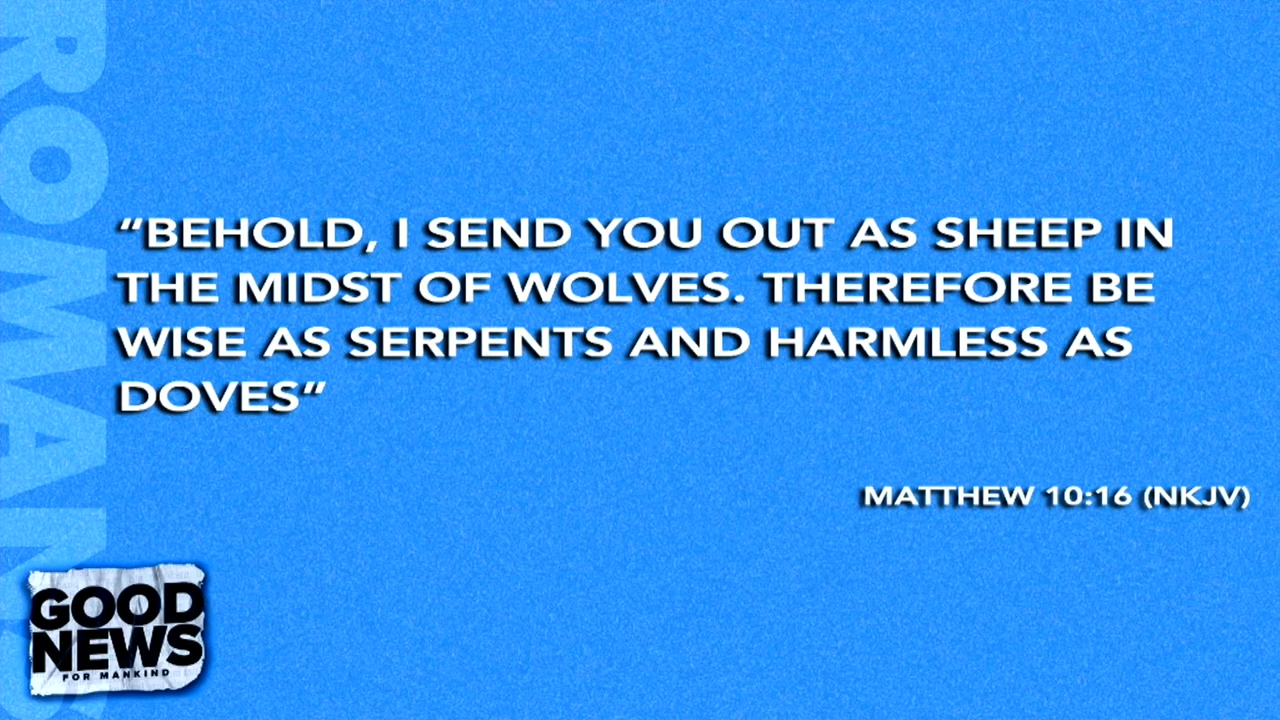 ROMANS
“BEHOLD, I SEND YOU OUT AS SHEEP IN
THE MIDST OF WOLVES. THEREFORE BE
WISE AS SERPENTS AND HARMLESS AS
DOVES“
MATTHEW 10:16 (NKJV)
GOOD
NEWS
FOR MANKIND